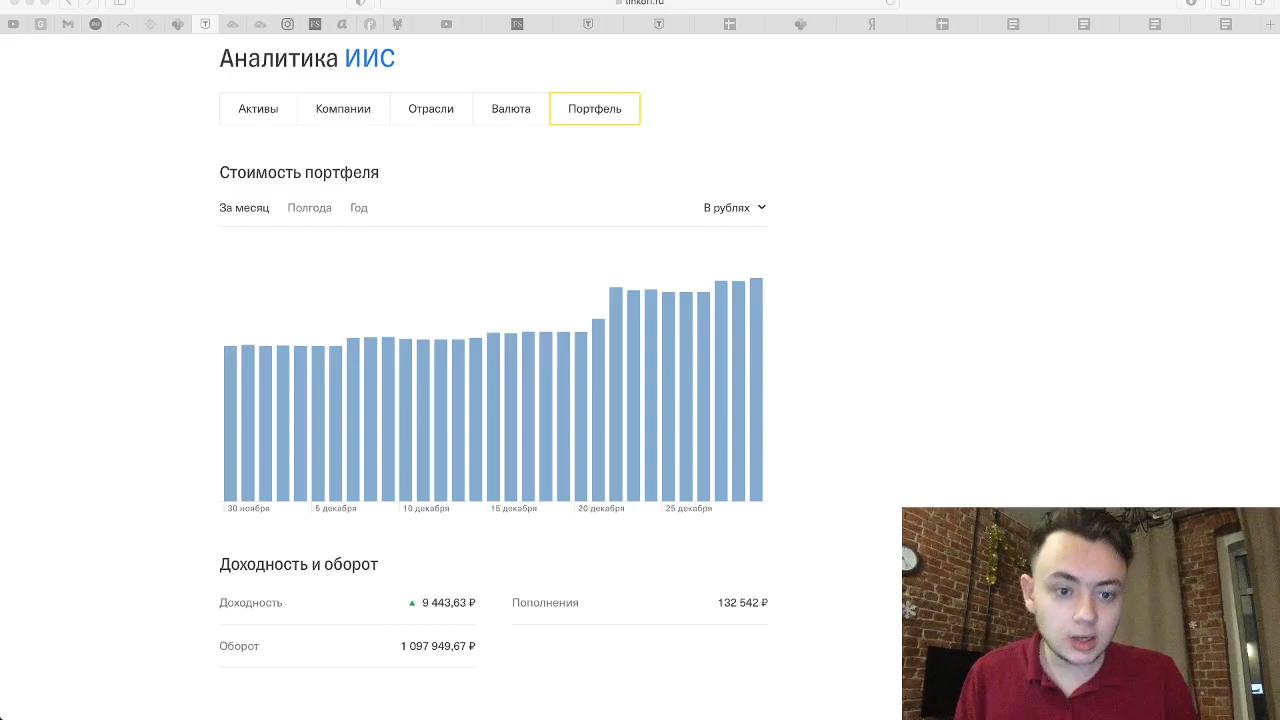 tinkoff.ru
Аналитика ИИС
Активы Компании Отрасли Валюта Портфель
Стоимость портфеля
За месяц Полгода Год В рублях
30 ноября 5 декабря 10 декабря 15 декабря 20 декабря 25 декабря
Доходность и оборот
Доходность 9 443,63 ₽ Пополнения 132 542 ₽
Оборот 1 097 949,67 ₽